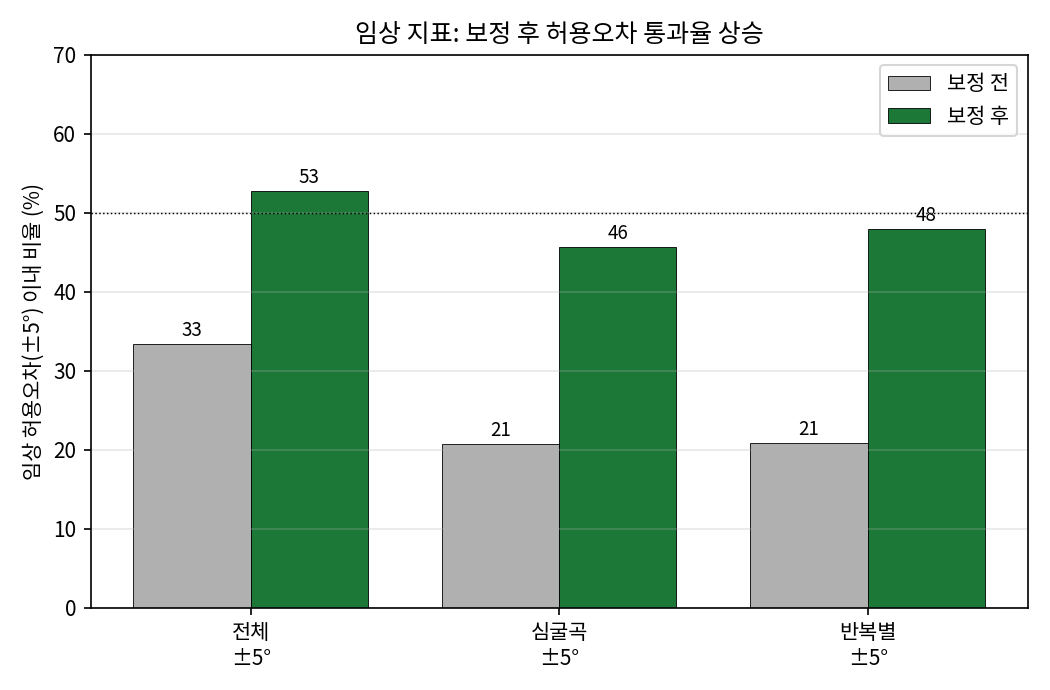 임상 지표: 보정 후 허용오차 통과율 상승
임상 허용오차(±5°) 이내 비율 (%)
70
60
50
40
30
20
10
0
보정 전
보정 후
33
53
21
46
21
48
전체
±5°
심굴곡
±5°
반복별
±5°